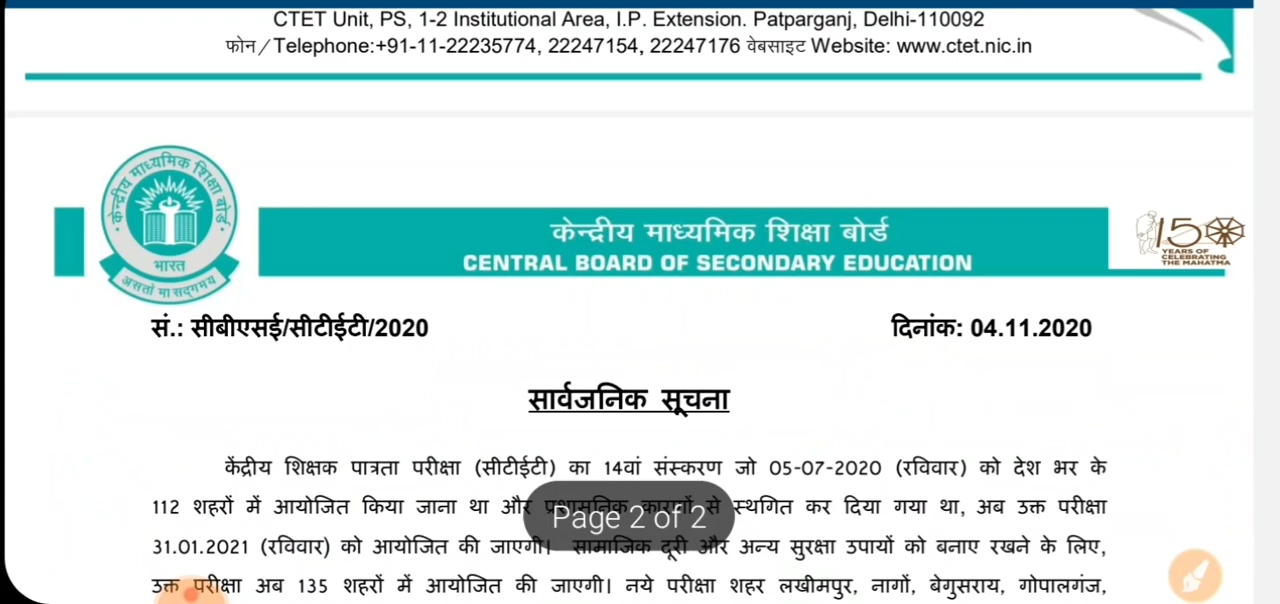 CTET Unit, PS, 1-2 Institutional Area, I.P. Extension. Patparganj, Delhi-110092
फोन/Telephone:+91-11-22235774, 22247154, 22247176 वेबसाइट Website: www.ctet.nic.in
केन्द्रीय माध्यमिक शिक्षा बोर्ड
भारत
असतो मा सद्गमय
केन्द्रीय माध्यमिक शिक्षा बोर्ड
CENTRAL BOARD OF SECONDARY EDUCATION
150
YEARS OF
CELEBRATING
THE MAHATMA
सं.: सीबीएसई/सीटीईटी/2020
दिनांक: 04.11.2020
सार्वजनिक सूचना
केंद्रीय शिक्षक पात्रता परीक्षा (सीटीईटी) का 14वां संस्करण जो 05-07-2020 (रविवार) को देश भर के
112 शहरों में आयोजित किया जाना था और प्रशासनिक कारणों से स्थगित कर दिया गया था, अब उक्त परीक्षा
Page 2 of 2
31.01.2021 (रविवार) को आयोजित की जाएगी। सामाजिक दूरी और अन्य सुरक्षा उपायों को बनाए रखने के लिए,
उक्त परीक्षा अब 135 शहरों में आयोजित की जाएगी। नये परीक्षा शहर लखीमपुर, नागों, बेगुसराय, गोपालगंज,